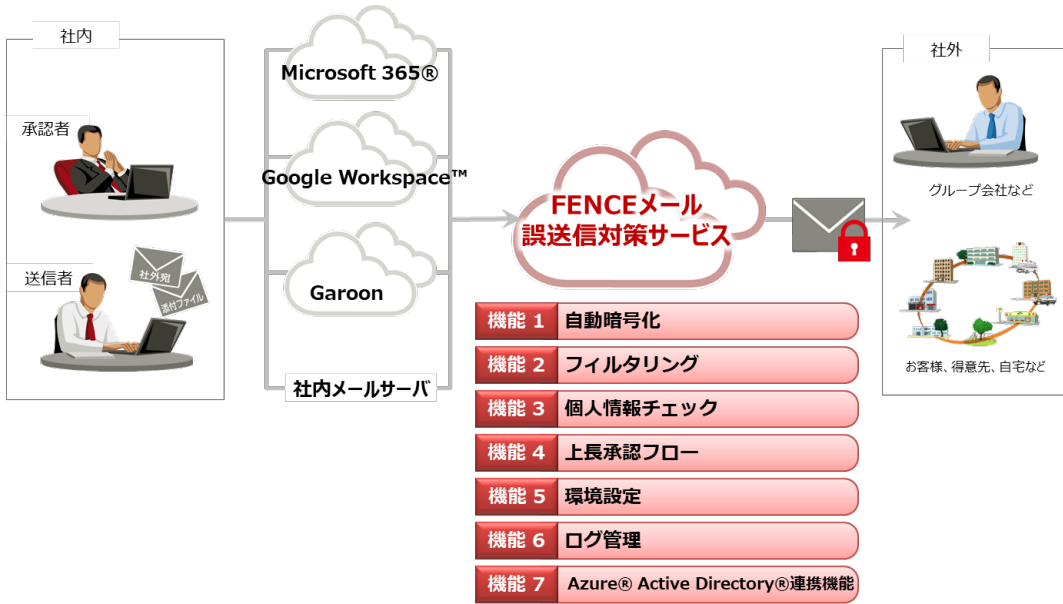 社内
承認者
送信者
社外宛
添付ファイル
Microsoft 365®
Google Workspace™
Garoon
社内メールサーバ
FENCEメール
誤送信対策サービス
機能 1 自動暗号化
機能 2 フィルタリング
機能 3 個人情報チェック
機能 4 上長承認フロー
機能 5 環境設定
機能 6 ログ管理
機能 7 Azure® Active Directory®連携機能
社外
グループ会社など
お客様、得意先、自宅など